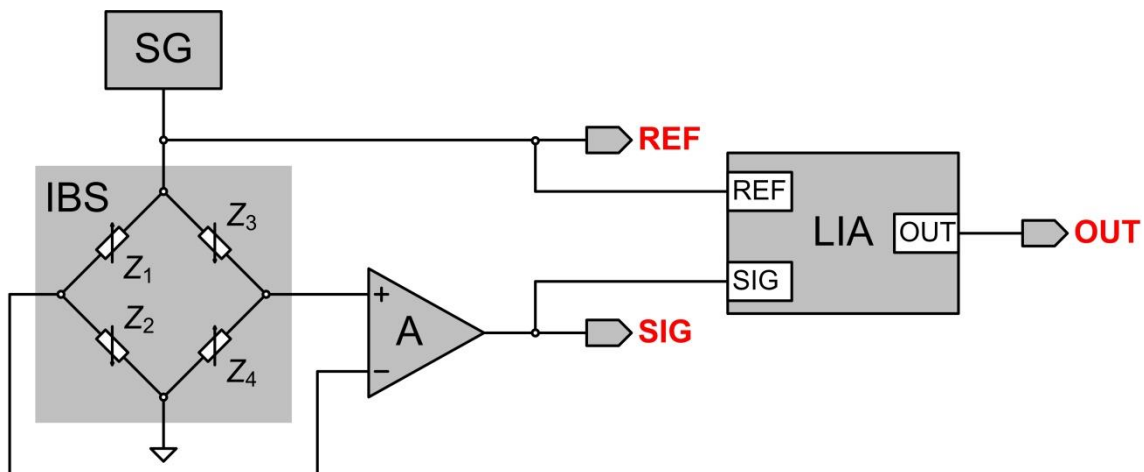 SG
REF
IBS
Z3
REF
Z1
LIA
OUT
OUT
Z2
+
A
SIG
SIG
Z4
−